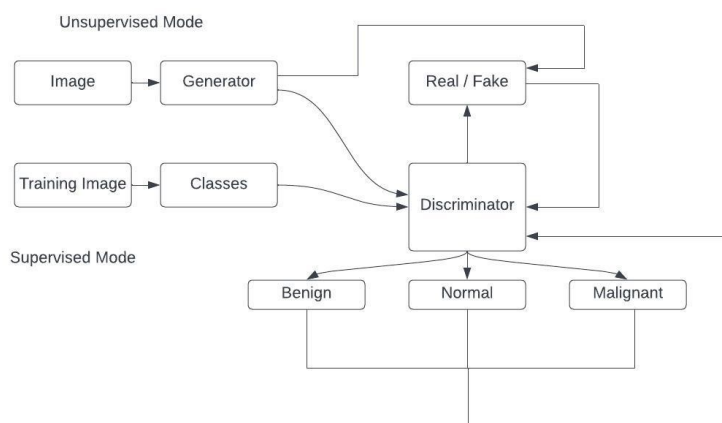 Unsupervised Mode
Image
Generator
Real / Fake
Training Image
Classes
Discriminator
Supervised Mode
Benign
Normal
Malignant